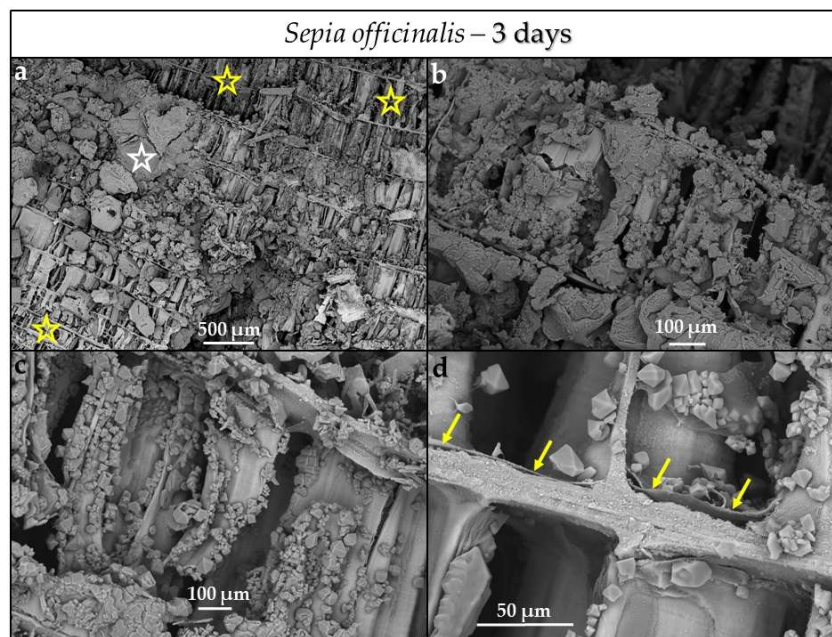 Sepia officinalis – 3 days
a
b
500 µm
100 µm
c
d
100 µm
50 µm